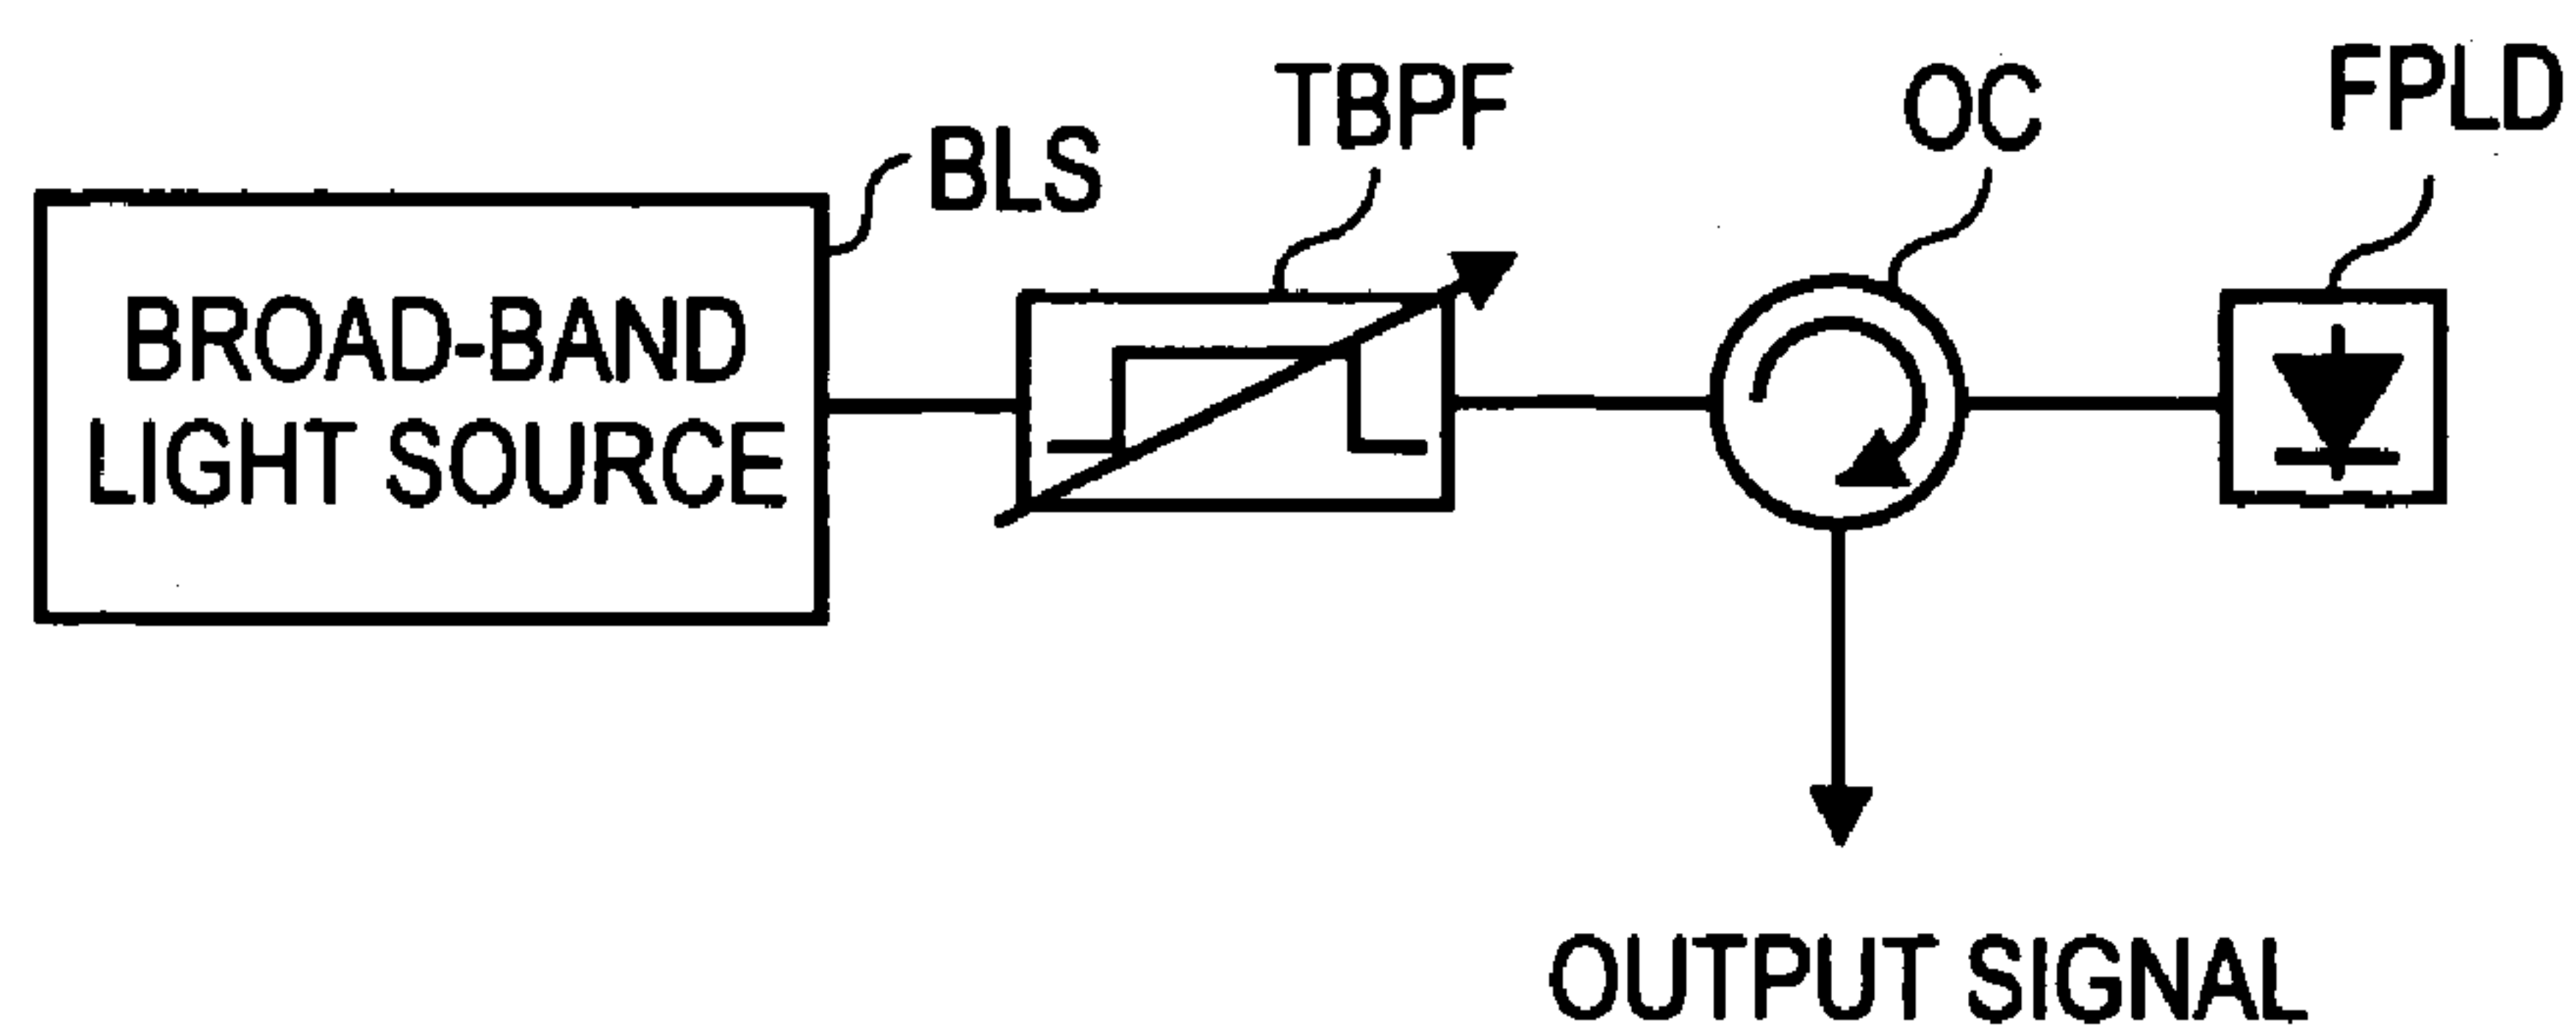 BLS
TBPF
OC
FPLD
BROAD-BAND
LIGHT SOURCE
OUTPUT SIGNAL